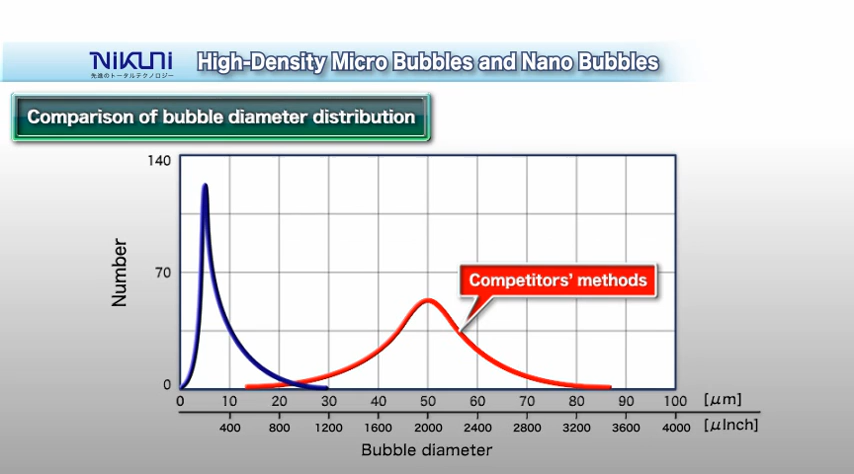 NiKUNi
先進のトータルテクノロジー
High-Density Micro Bubbles and Nano Bubbles
Comparison of bubble diameter distribution
140
70
0
Number
Competitors' methods
0 10 20 30 40 50 60 70 80 90 100 [μm]
400 800 1200 1600 2000 2400 2800 3200 3600 4000 [μInch]
Bubble diameter